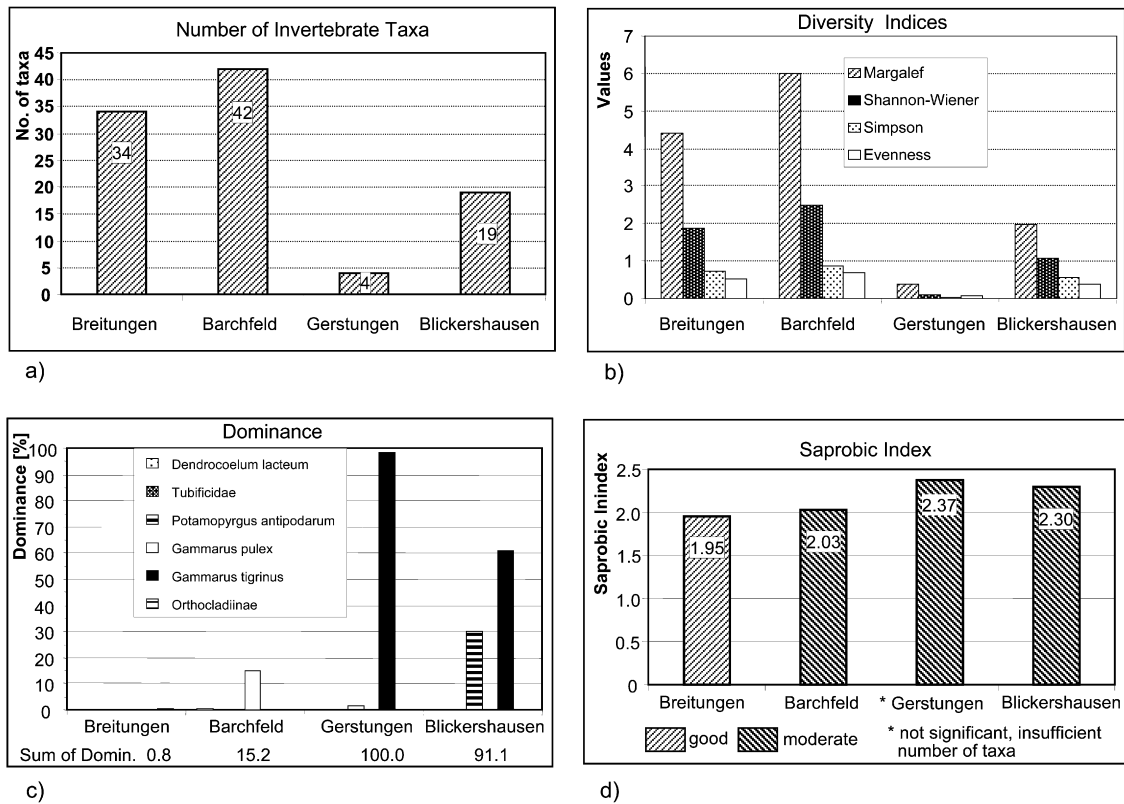 Number of Invertebrate Taxa
No. of taxa
45
40
35
30
25
20
15
10
5
0
34
42
4
19
Breitungen Barchfeld Gerstungen Blickershausen
a)
Diversity Indices
Values
7
6
5
4
3
2
1
0
Margalef
Shannon-Wiener
Simpson
Evenness
Breitungen Barchfeld Gerstungen Blickershausen
b)
Dominance
Dominance [%]
100
90
80
70
60
50
40
30
20
10
0
Dendrocoelum lacteum
Tubificidae
Potamopyrgus antipodarum
Gammarus pulex
Gammarus tigrinus
Orthocladiinae
Breitungen Barchfeld Gerstungen Blickershausen
Sum of Domin. 0.8 15.2 100.0 91.1
c)
Saprobic Index
Saprobic Inindex
2.5
2.0
1.5
1.0
0.5
0
1.95
2.03
2.37
2.30
Breitungen Barchfeld * Gerstungen Blickershausen
good moderate
* not significant, insufficient
number of taxa
d)